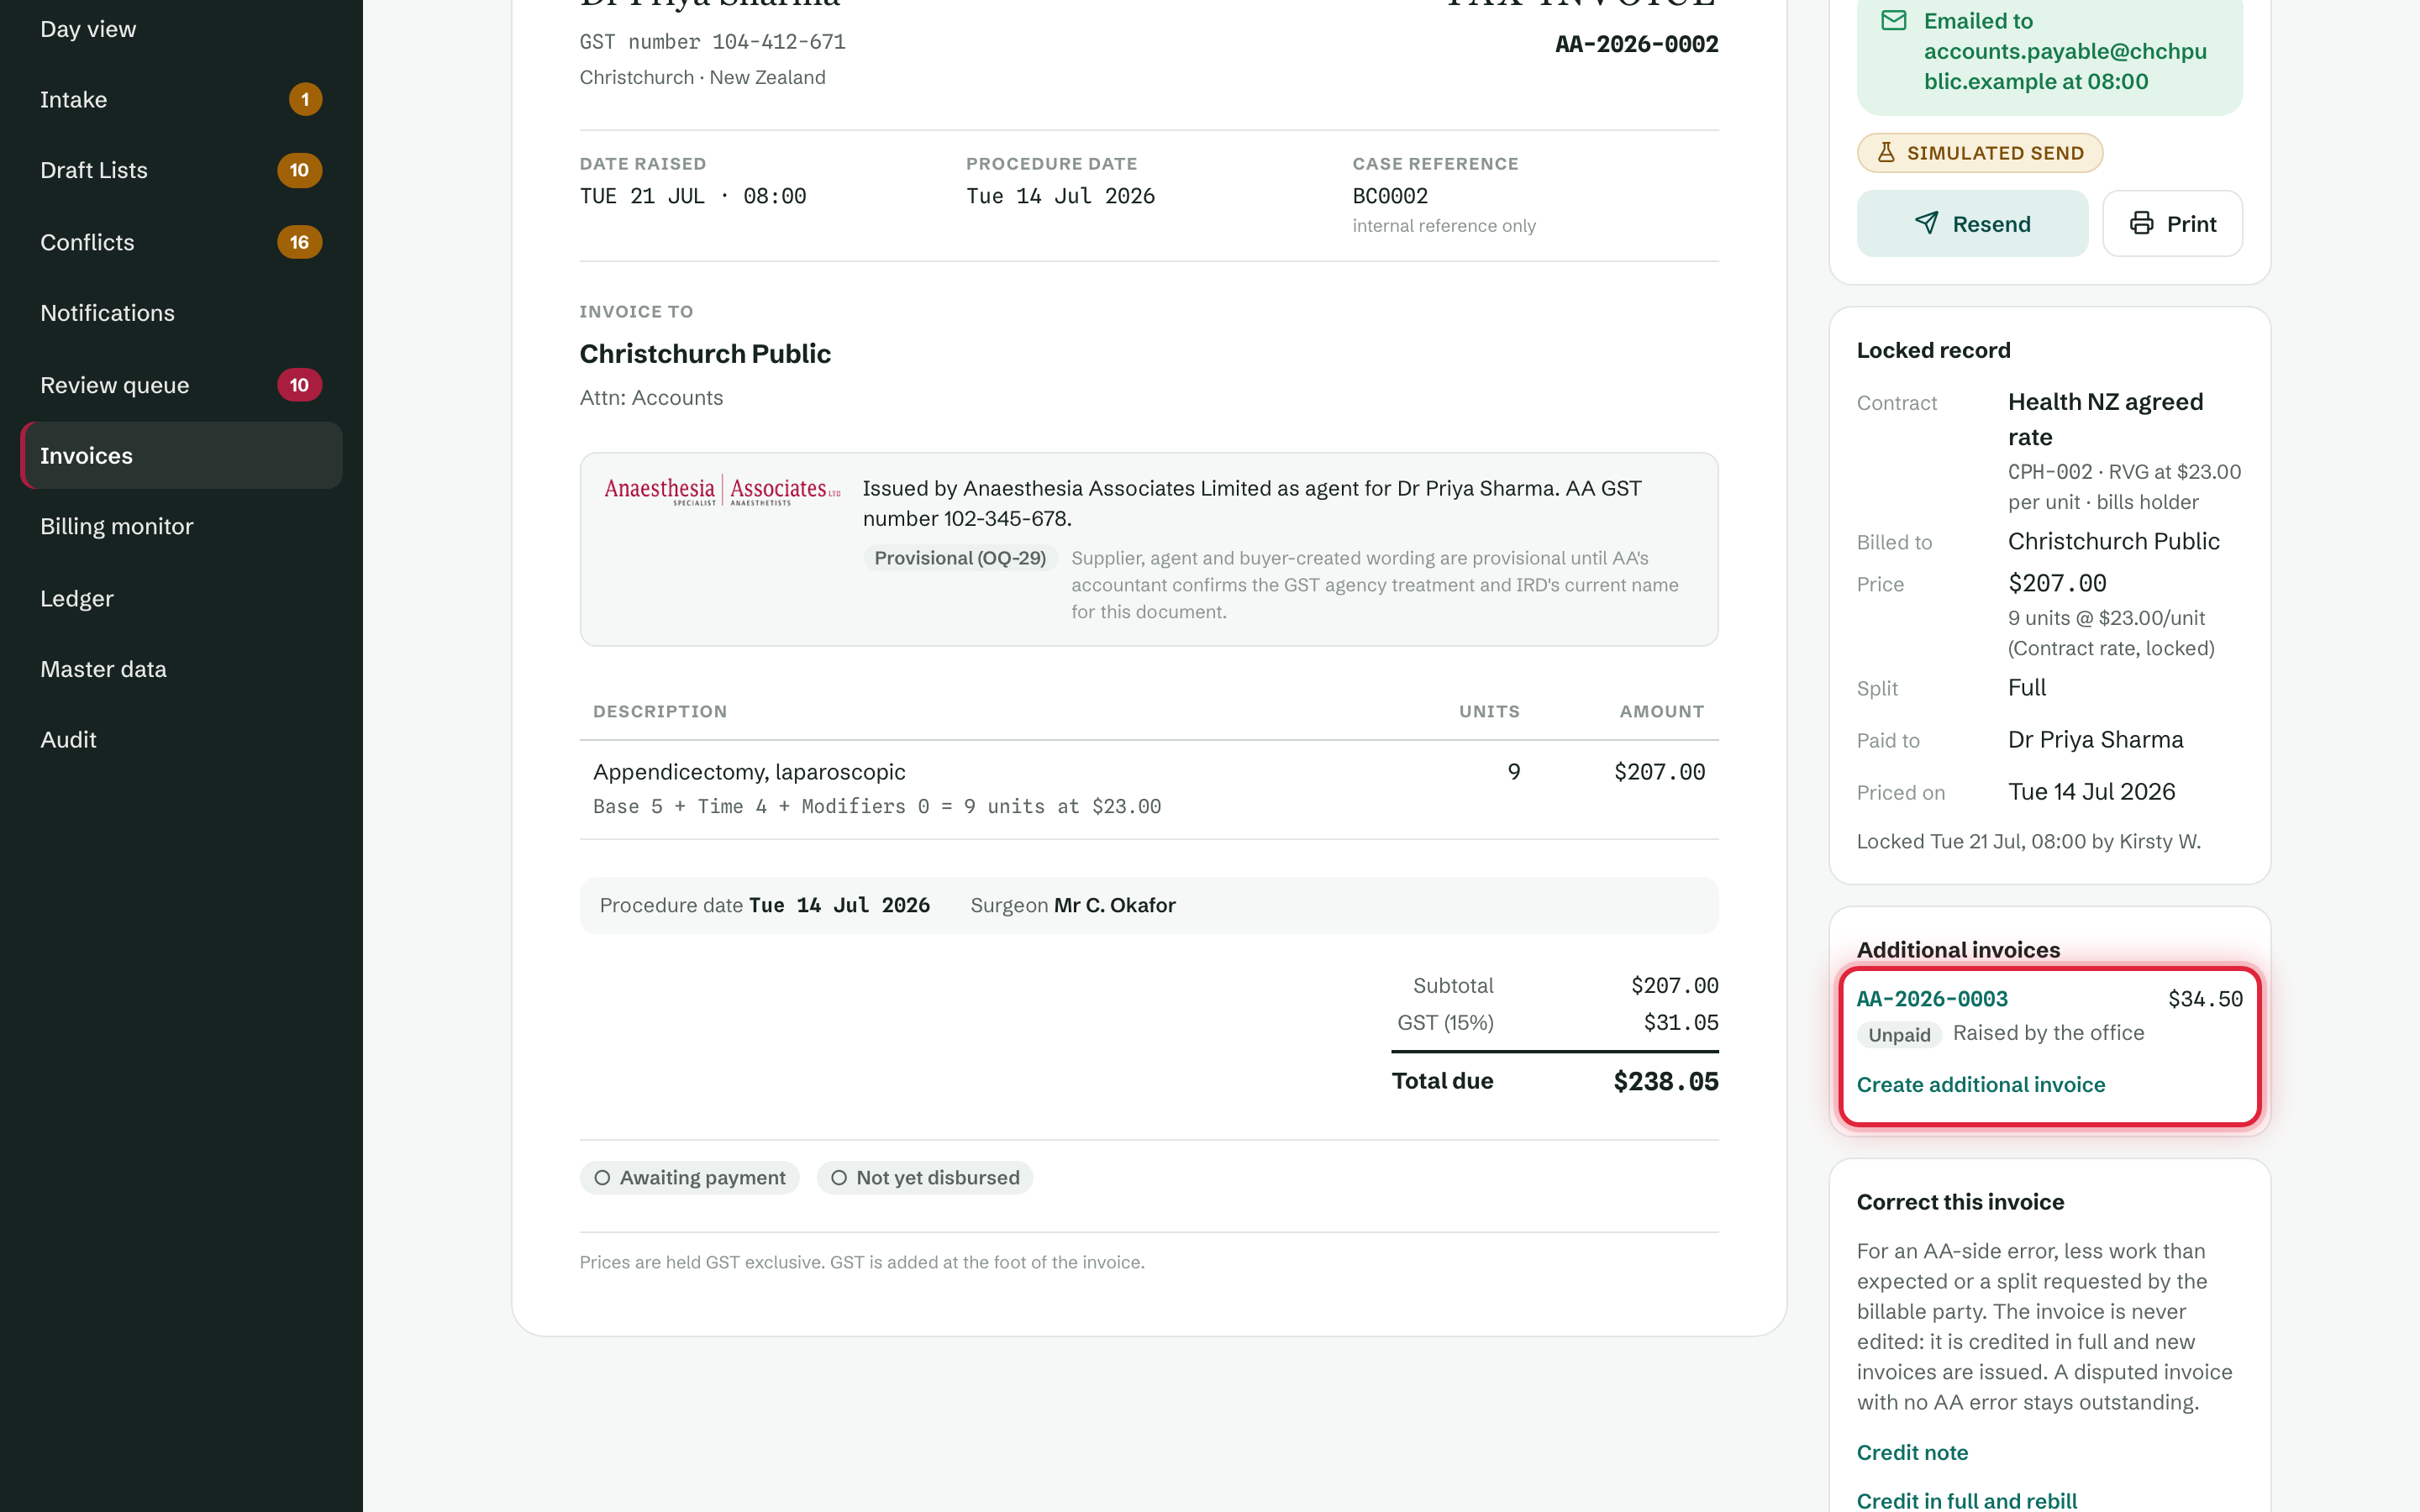 Day view
Intake 1
Draft Lists 10
Conflicts 16
Notifications
Review queue 10
Invoices
Billing monitor
Ledger
Master data
Audit
Dr Priya Sharma
TAX INVOICE
GST number 104-412-671
AA-2026-0002
Christchurch · New Zealand
DATE RAISED
TUE 21 JUL · 08:00
PROCEDURE DATE
Tue 14 Jul 2026
CASE REFERENCE
BC0002
internal reference only
INVOICE TO
Christchurch Public
Attn: Accounts
Anaesthesia Associates LTD
SPECIALIST ANAESTHETISTS
Issued by Anaesthesia Associates Limited as agent for Dr Priya Sharma. AA GST
number 102-345-678.
Provisional (OQ-29)
Supplier, agent and buyer-created wording are provisional until AA's
accountant confirms the GST agency treatment and IRD's current name
for this document.
DESCRIPTION UNITS AMOUNT
Appendicectomy, laparoscopic 9 $207.00
Base 5 + Time 4 + Modifiers 0 = 9 units at $23.00
Procedure date Tue 14 Jul 2026 Surgeon Mr C. Okafor
Subtotal $207.00
GST (15%) $31.05
Total due $238.05
Awaiting payment Not yet disbursed
Prices are held GST exclusive. GST is added at the foot of the invoice.
Emailed to
accounts.payable@chchpu
blic.example at 08:00
SIMULATED SEND
Resend Print
Locked record
Contract Health NZ agreed
rate
CPH-002 · RVG at $23.00
per unit · bills holder
Billed to Christchurch Public
Price $207.00
9 units @ $23.00/unit
(Contract rate, locked)
Split Full
Paid to Dr Priya Sharma
Priced on Tue 14 Jul 2026
Locked Tue 21 Jul, 08:00 by Kirsty W.
Additional invoices
AA-2026-0003 $34.50
Unpaid Raised by the office
Create additional invoice
Correct this invoice
For an AA-side error, less work than
expected or a split requested by the
billable party. The invoice is never
edited: it is credited in full and new
invoices are issued. A disputed invoice
with no AA error stays outstanding.
Credit note
Credit in full and rebill